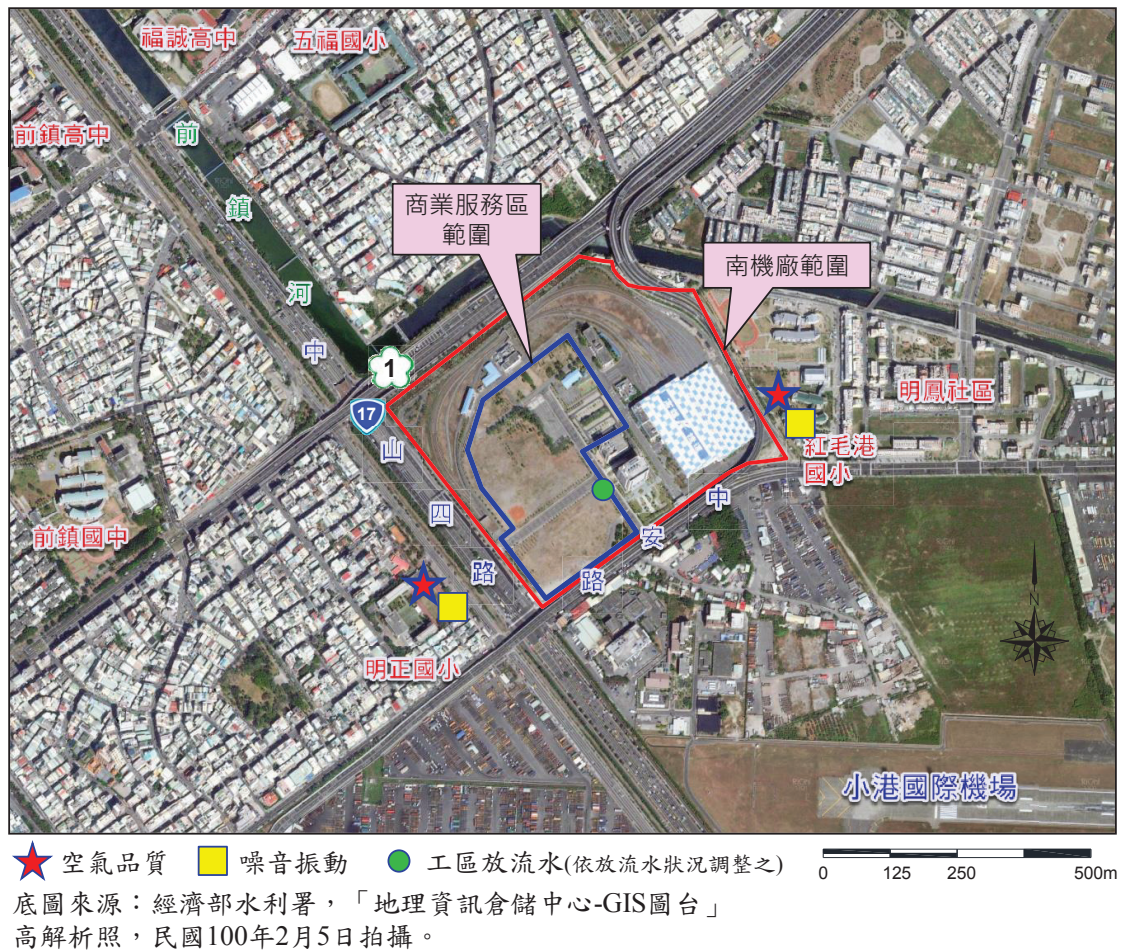 福誠高中
五福國小
前鎮高中
前
鎮
河
商業服務區
範圍
南機廠範圍
中
1
17
明鳳社區
紅毛港
國小
山
四
路
前鎮國中
中
安
路
明正國小
N
小港國際機場
空氣品質 噪音振動 工區放流水(依放流水狀況調整之)
0 125 250 500m
底圖來源：經濟部水利署，「地理資訊倉儲中心-GIS圖台」
高解析照，民國100年2月5日拍攝。